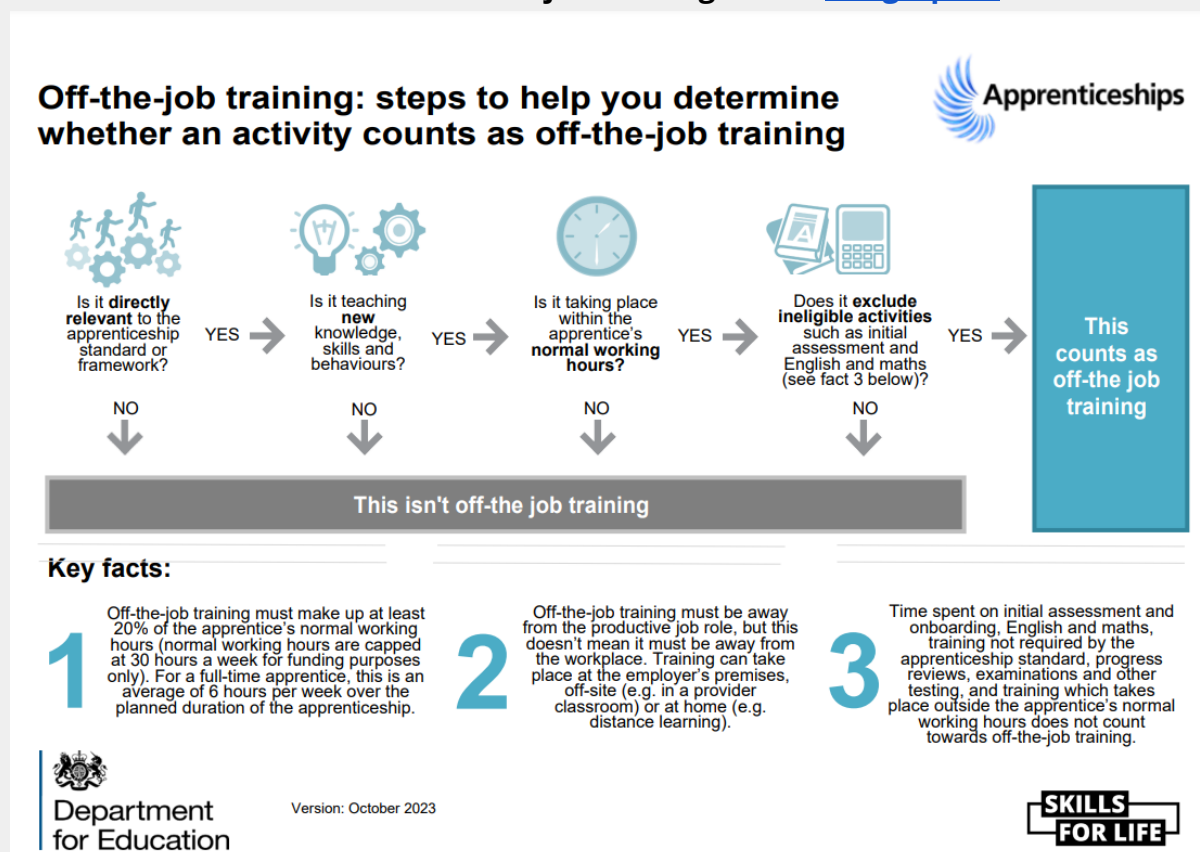 Off-the-job training: steps to help you determine
whether an activity counts as off-the-job training
Apprenticeships
Is it directly
relevant to the
apprenticeship
standard or
framework?
YES
Is it teaching
new
knowledge,
skills and
behaviours?
YES
Is it taking place
within the
apprentice's
normal working
hours?
YES
Does it exclude
ineligible activities
such as initial
assessment and
English and maths
(see fact 3 below)?
YES
This
counts as
off-the job
training
NO
NO
NO
NO
This isn't off-the job training
Key facts:
1
Off-the-job training must make up at least
20% of the apprentice's normal working
hours (normal working hours are capped
at 30 hours a week for funding purposes
only). For a full-time apprentice, this is an
average of 6 hours per week over the
planned duration of the apprenticeship.
2
Off-the-job training must be away
from the productive job role, but this
doesn't mean it must be away from
the workplace. Training can take
place at the employer's premises,
off-site (e.g. in a provider
classroom) or at home (e.g.
distance learning).
3
Time spent on initial assessment and
onboarding, English and maths,
training not required by the
apprenticeship standard, progress
reviews, examinations and other
testing, and training which takes
place outside the apprentice's normal
working hours does not count
towards off-the-job training.
Department
for Education
Version: October 2023
SKILLS
FOR LIFE